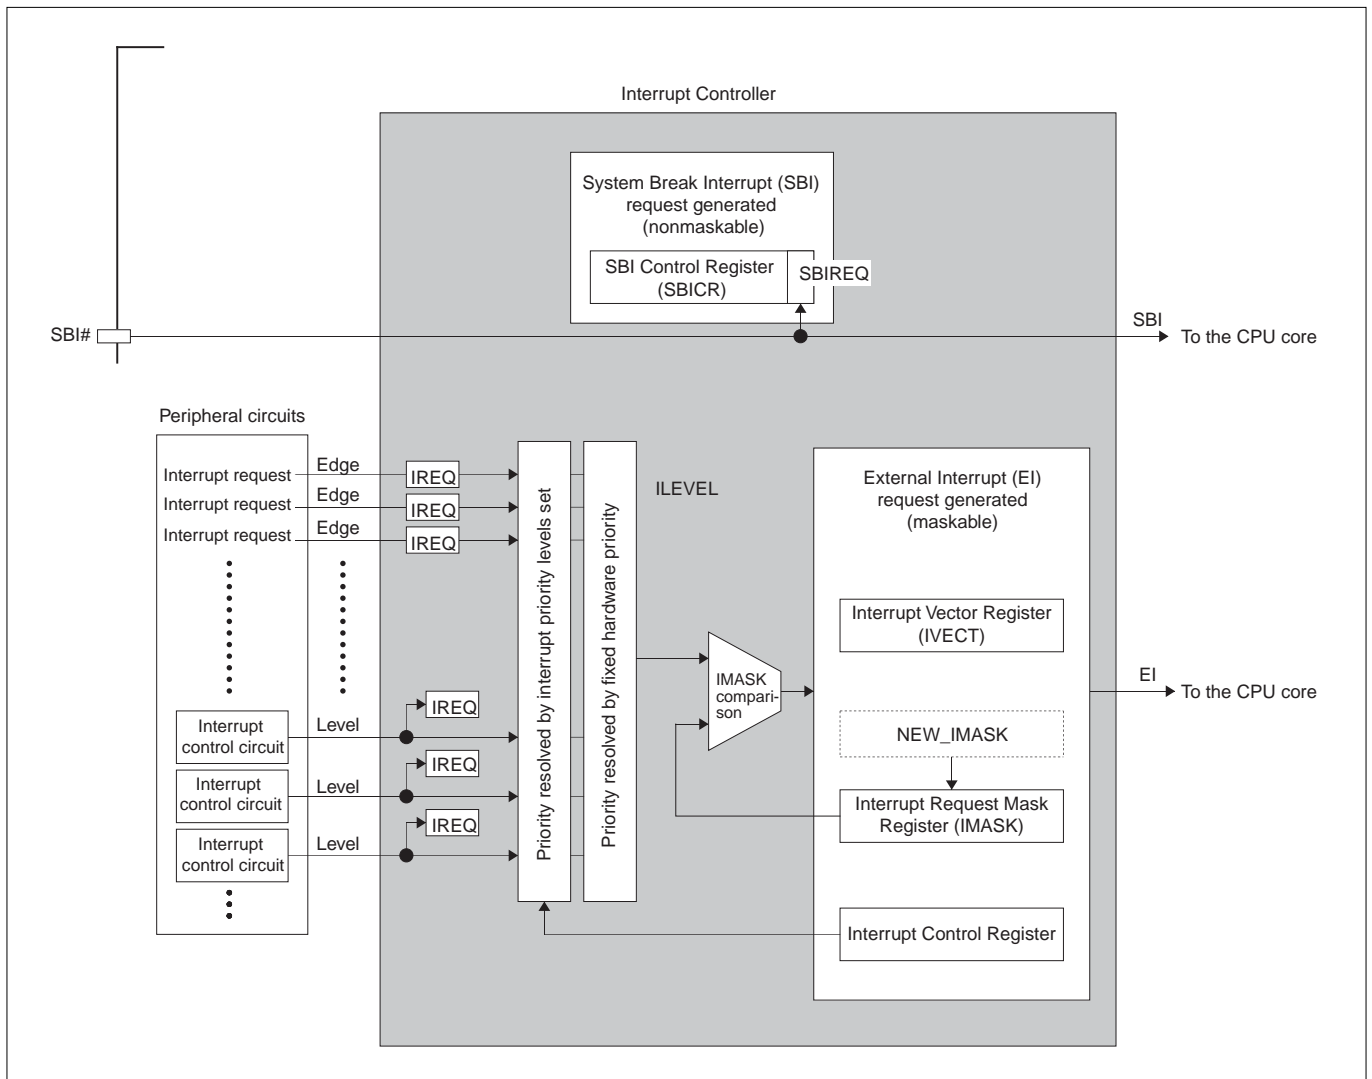 Interrupt Controller
System Break Interrupt (SBI)
request generated
(nonmaskable)
SBI Control Register
(SBICR)
SBIREQ
SBI#
SBI
To the CPU core
Peripheral circuits
Interrupt request
Edge
IREQ
Interrupt request
Edge
IREQ
Interrupt request
Edge
IREQ
Interrupt
control circuit
Level
IREQ
Interrupt
control circuit
Level
IREQ
Interrupt
control circuit
Level
IREQ
Priority resolved by interrupt priority levels set
Priority resolved by fixed hardware priority
ILEVEL
IMASK
compari-
son
External Interrupt (EI)
request generated
(maskable)
Interrupt Vector Register
(IVECT)
NEW_IMASK
Interrupt Request Mask
Register (IMASK)
Interrupt Control Register
EI
To the CPU core